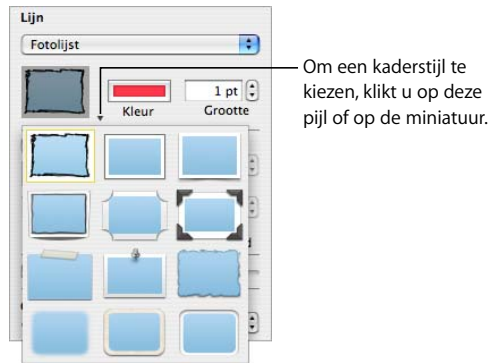 Lijn
Fotolijst
1 pt
Kleur
Grootte
Om een kaderstijl te
kiezen, klikt u op deze
pijl of op de miniatuur.